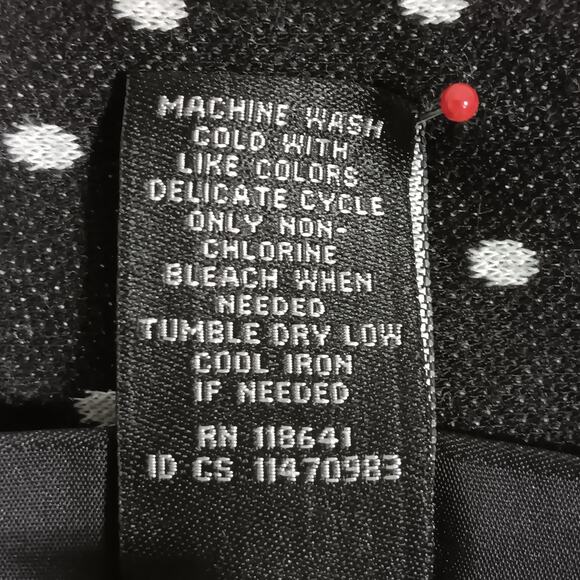 MACHINE WASH
COLD WITH
LIKE COLORS
DELICATE CYCLE
ONLY NON-
CHLORINE
BLEACH WHEN
NEEDED
TUMBLE DRY LOW
COOL IRON
IF NEEDED
RN 118641
ID CS 11470983